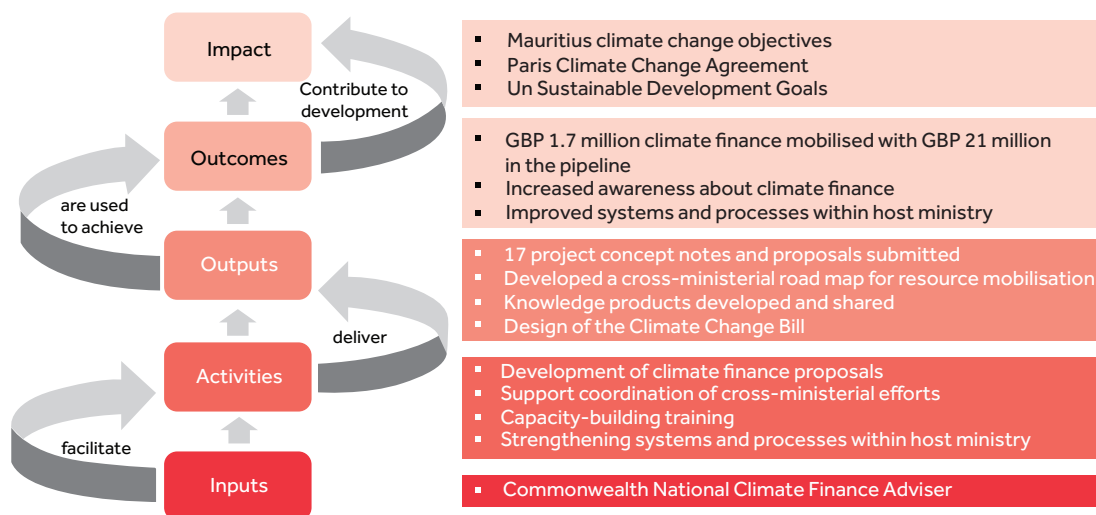 Impact
Contribute to
development
▪ Mauritius climate change objectives
▪ Paris Climate Change Agreement
▪ Un Sustainable Development Goals
Outcomes
are used
to achieve
▪ GBP 1.7 million climate finance mobilised with GBP 21 million
in the pipeline
▪ Increased awareness about climate finance
▪ Improved systems and processes within host ministry
Outputs
deliver
▪ 17 project concept notes and proposals submitted
▪ Developed a cross-ministerial road map for resource mobilisation
▪ Knowledge products developed and shared
▪ Design of the Climate Change Bill
Activities
facilitate
▪ Development of climate finance proposals
▪ Support coordination of cross-ministerial efforts
▪ Capacity-building training
▪ Strengthening systems and processes within host ministry
Inputs
▪ Commonwealth National Climate Finance Adviser